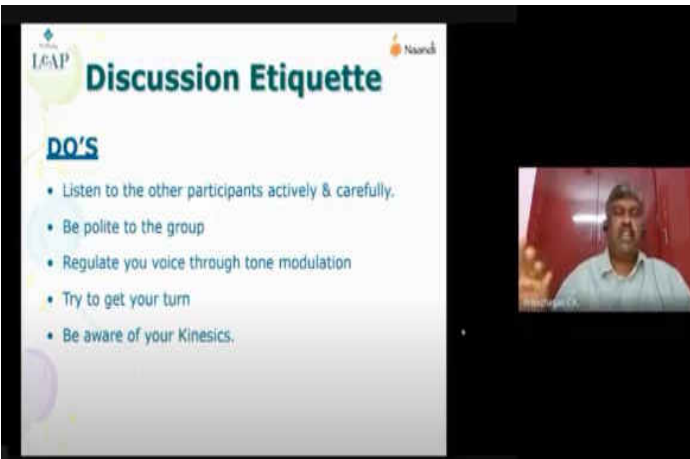 LEAP
Naandi
Discussion Etiquette
DO'S
• Listen to the other participants actively & carefully.
• Be polite to the group
• Regulate you voice through tone modulation
• Try to get your turn
• Be aware of your Kinesics.